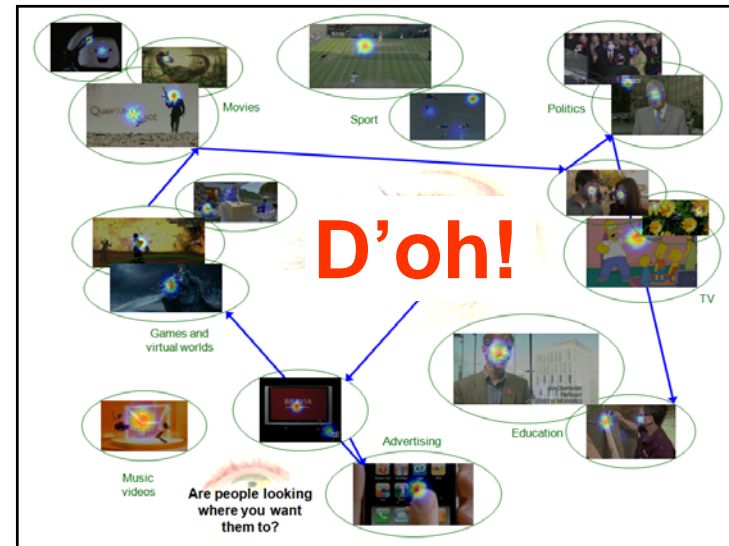 Movies
Sport
Politics
D'oh!
TV
Games and
virtual worlds
BRAVIA
Education
Advertising
Music
videos
Are people looking
where you want
them to?